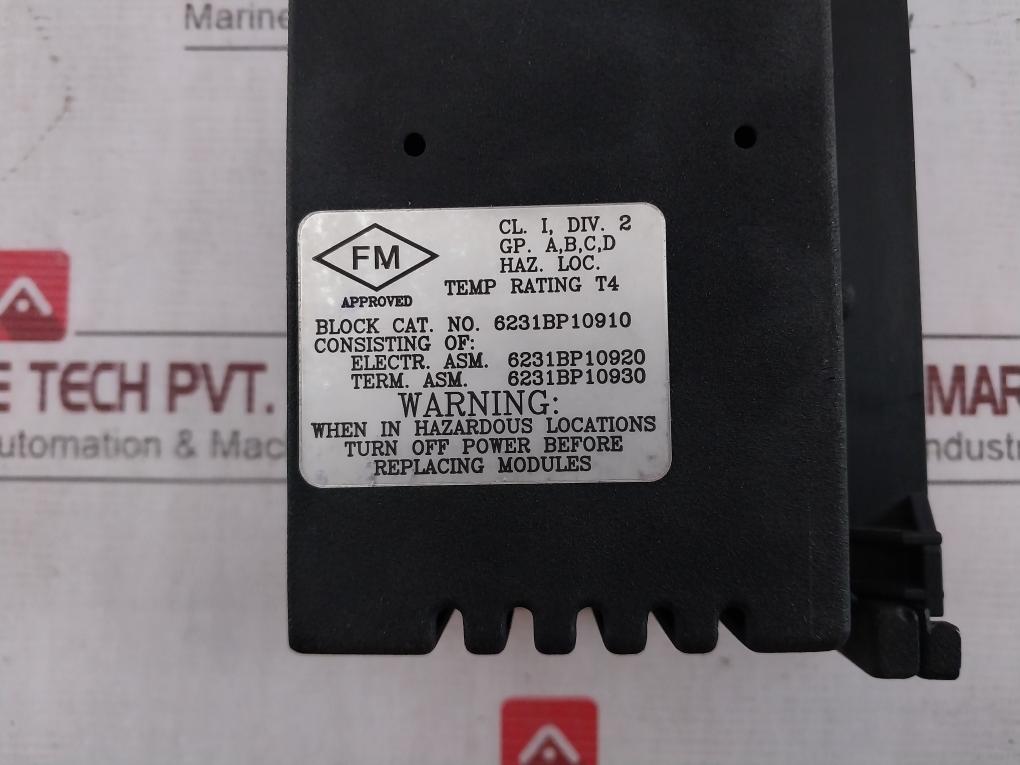 Marine
FM
APPROVED
CL. I, DIV. 2
GP. A,B,C,D
HAZ. LOC.
TEMP RATING T4
BLOCK CAT. NO. 6231BP10910
CONSISTING OF:
ELECTR. ASM. 6231BP10920
TERM. ASM. 6231BP10930
WARNING:
WHEN IN HAZARDOUS LOCATIONS
TURN OFF POWER BEFORE
REPLACING MODULES
E TECH PVT.
MAR
utomation & Mac
ndustr